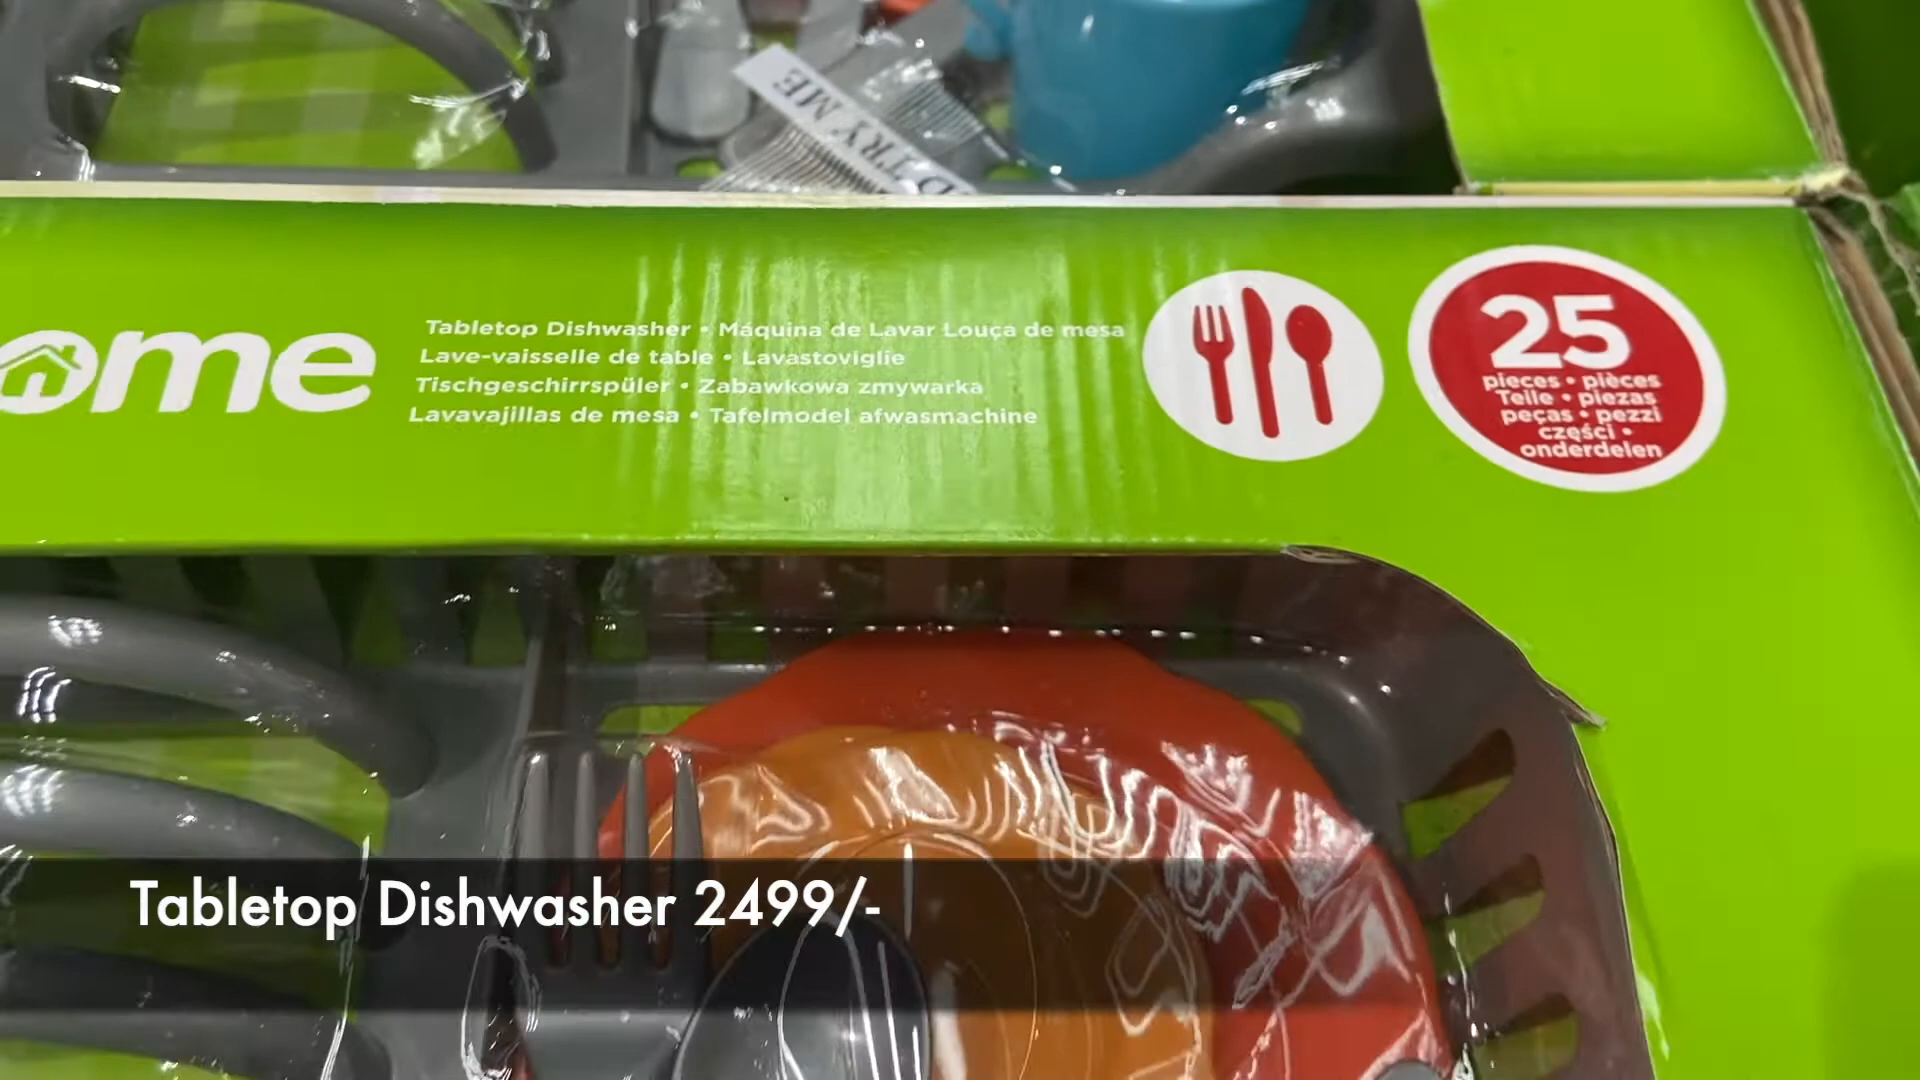 TRY ME
ome
Tabletop Dishwasher • Máquina de Lavar Louça de mesa
Lave-vaisselle de table • Lavastoviglie
Tischgeschirrspüler • Zabawkowa zmywarka
Lavavajillas de mesa • Tafelmodel afwasmachine
25
pieces • pièces
Teile • piezas
peças • pezzi
części •
onderdelen
Tabletop Dishwasher 2499/-